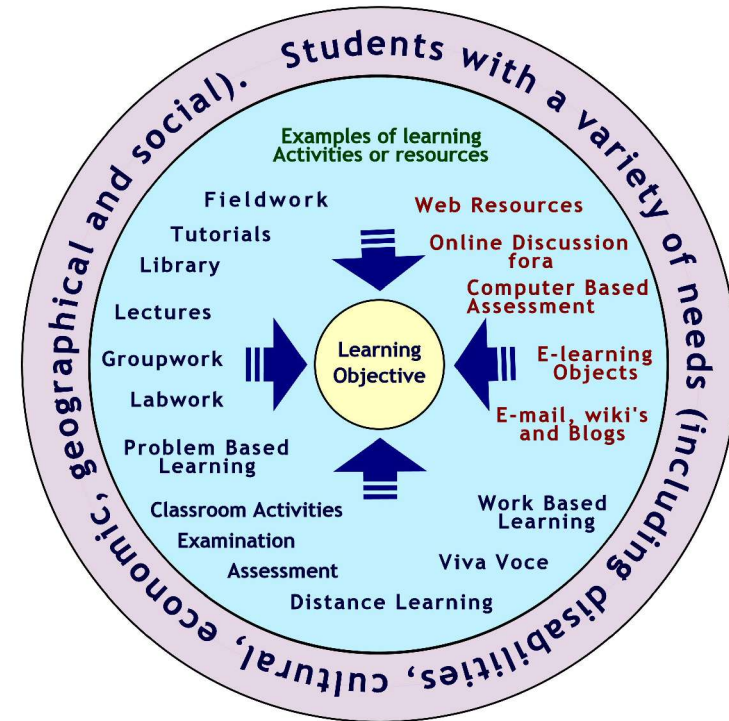 Students with a variety of needs (including disabilities, cultural, economic, geographical and social).
Examples of learning
Activities or resources
Fieldwork
Tutorials
Library
Lectures
Groupwork
Labwork
Problem Based
Learning
Classroom Activities
Examination
Assessment
Distance Learning
Viva Voce
Work Based
Learning
Web Resources
Online Discussion
fora
Computer Based
Assessment
E-learning
Objects
E-mail, wiki's
and Blogs
Learning
Objective